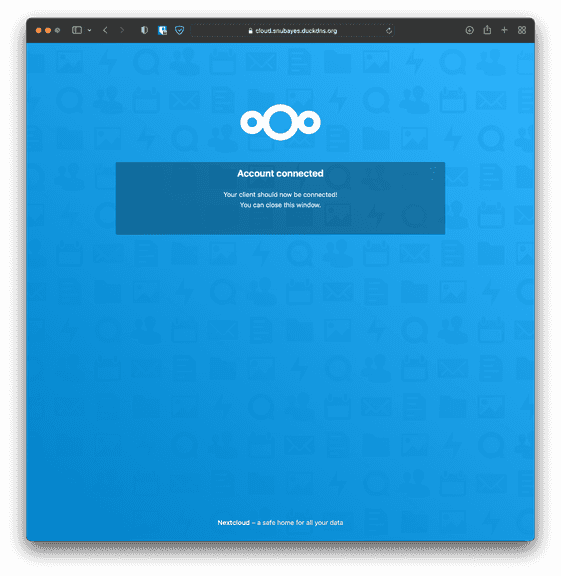 cloud.snubayes.duckdns.org
Account connected
Your client should now be connected!
You can close this window.
Nextcloud – a safe home for all your data